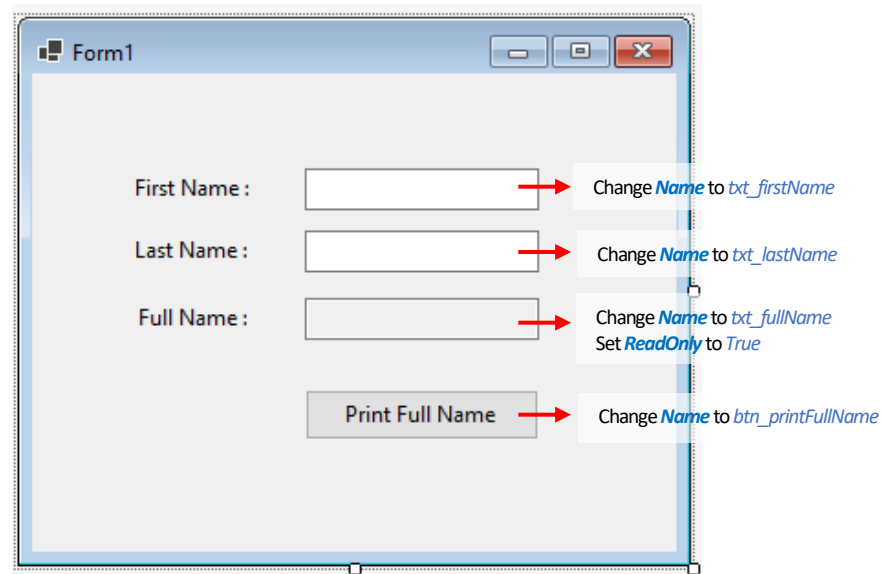 Form1
First Name :
Change Name to txt_firstName
Last Name :
Change Name to txt_lastName
Full Name :
Change Name to txt_fullName
Set ReadOnly to True
Print Full Name
Change Name to btn_printFullName